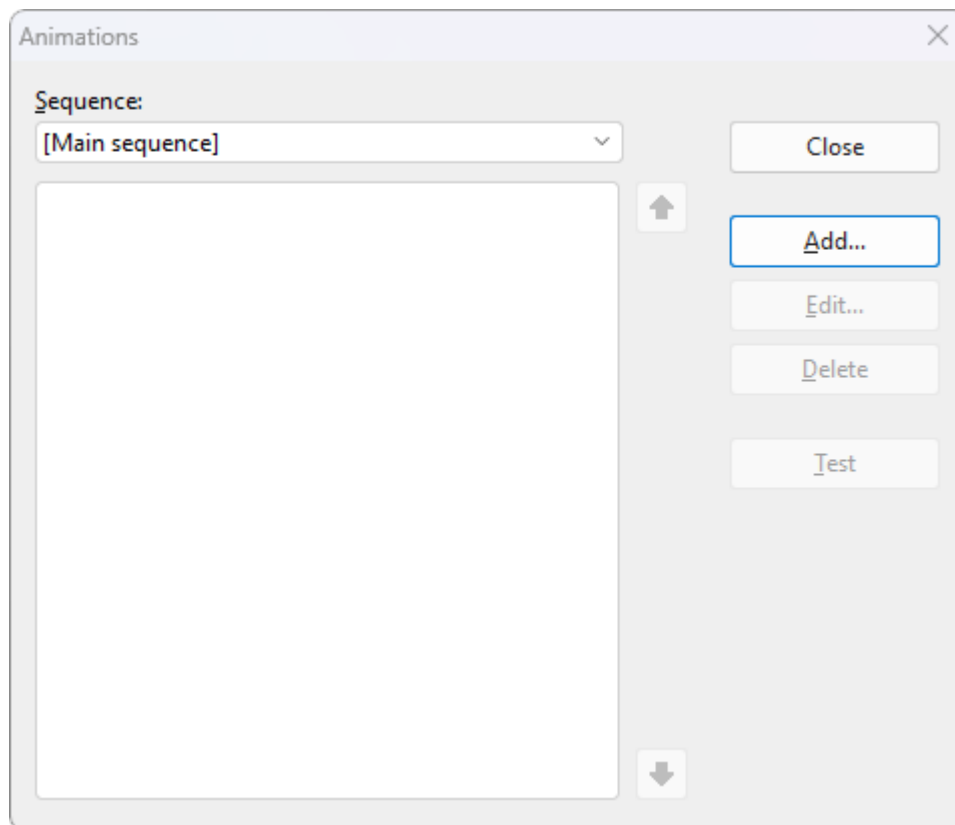 Animations
Sequence:
[Main sequence]
Close
Add...
Edit...
Delete
Test